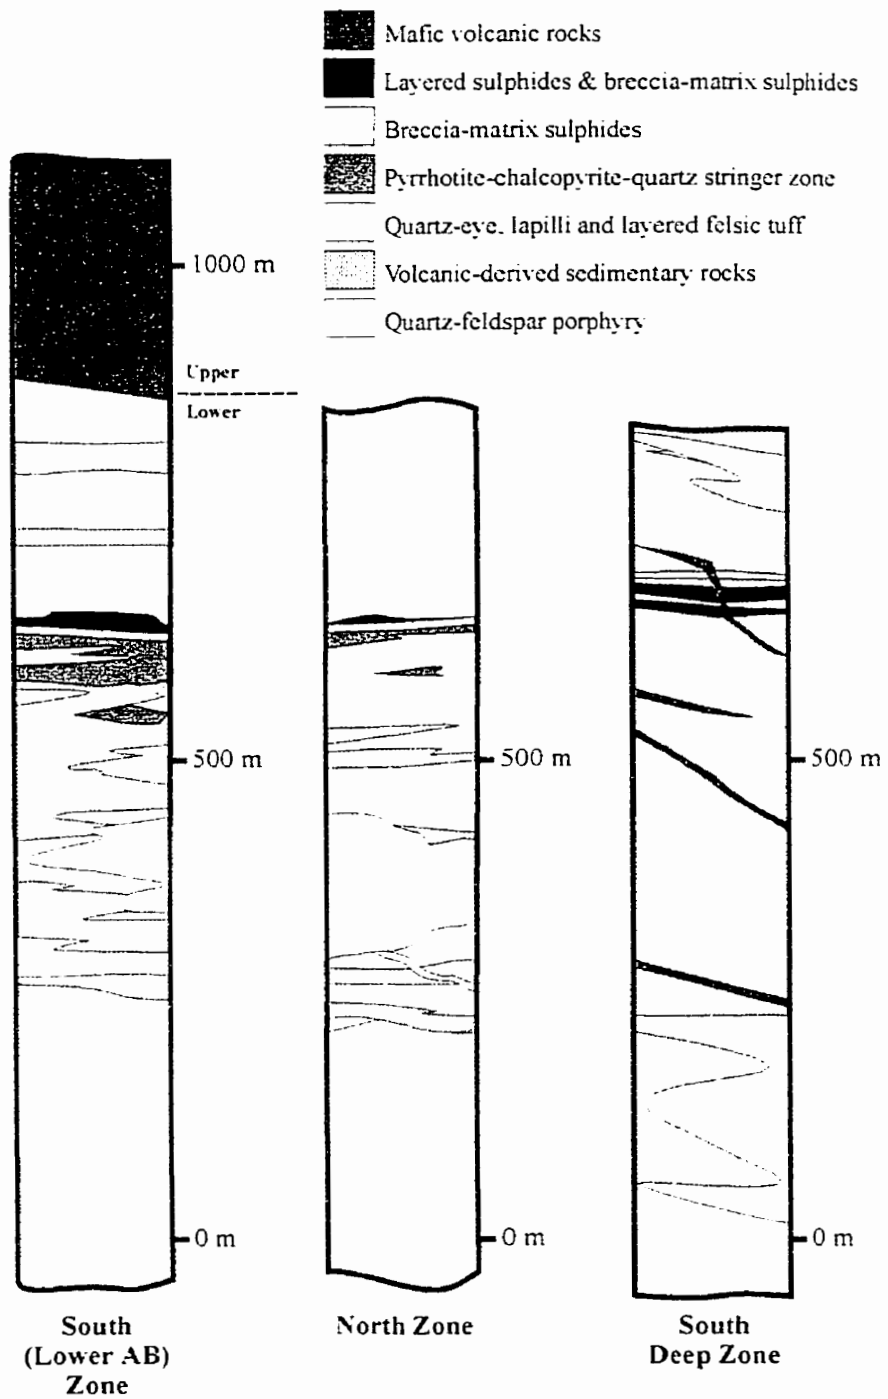 Mafic volcanic rocks
Layered sulphides & breccia-matrix sulphides
Breccia-matrix sulphides
Pyrrhotite-chalcopyrite-quartz stringer zone
Quartz-eye, lapilli and layered felsic tuff
Volcanic-derived sedimentary rocks
Quartz-feldspar porphyry
1000 m
Upper
Lower
500 m
500 m
500 m
0 m
0 m
0 m
South
(Lower AB)
Zone
North Zone
South
Deep Zone